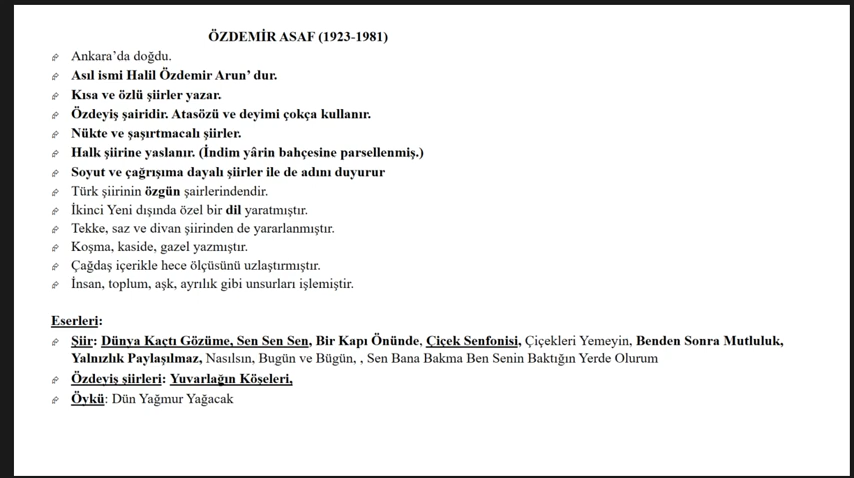 ÖZDEMİR ASAF (1923-1981)
Ankara'da doğdu.
Asıl ismi Halil Özdemir Arun' dur.
Kısa ve özlü şiirler yazar.
Özdeyiş şairidir. Atasözü ve deyimi çokça kullanır.
Nükte ve şaşırtmacalı şiirler.
Halk şiirine yaslanır. (İndim yârin bahçesine parsellenmiş.)
Soyut ve çağrışıma dayalı şiirler ile de adını duyurur
Türk şiirinin özgün şairlerindendir.
İkinci Yeni dışında özel bir dil yaratmıştır.
Tekke, saz ve divan şiirinden de yararlanmıştır.
Koşma, kaside, gazel yazmıştır.
Çağdaş içerikle hece ölçüsünü uzlaştırmıştır.
İnsan, toplum, aşk, ayrılık gibi unsurları işlemiştir.
Eserleri:
Şiir: Dünya Kaçtı Gözüme, Sen Sen Sen, Bir Kapı Önünde, Çiçek Senfonisi, Çiçekleri Yemeyin, Benden Sonra Mutluluk,
Yalnızlık Paylaşılmaz, Nasılsın, Bugün ve Bügün, , Sen Bana Bakma Ben Senin Baktığın Yerde Olurum
Özdeyiş şiirleri: Yuvarlağın Köşeleri,
Öykü: Dün Yağmur Yağacak